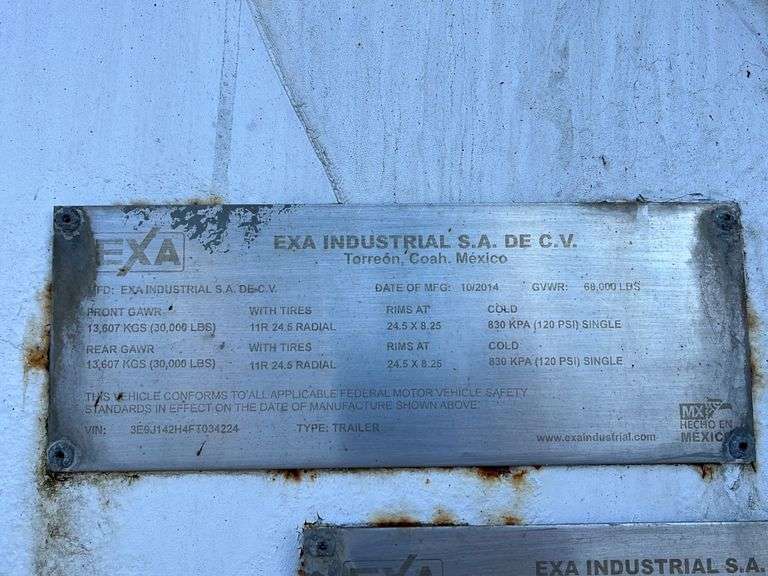 EXA
EXA INDUSTRIAL S.A. DE C.V.
Torreón, Coah. México
MFD: EXA INDUSTRIAL S.A. DE C.V. DATE OF MFG: 10/2014 GVWR: 68,000 LBS
FRONT GAWR WITH TIRES RIMS AT COLD
13,607 KGS (30,000 LBS) 11R 24.5 RADIAL 24.5 X 8.25 830 KPA (120 PSI) SINGLE
REAR GAWR WITH TIRES RIMS AT COLD
13,607 KGS (30,000 LBS) 11R 24.5 RADIAL 24.5 X 8.25 830 KPA (120 PSI) SINGLE
THIS VEHICLE CONFORMS TO ALL APPLICABLE FEDERAL MOTOR VEHICLE SAFETY
STANDARDS IN EFFECT ON THE DATE OF MANUFACTURE SHOWN ABOVE
VIN: 3E9J142H4FT034224 TYPE: TRAILER
www.exaindustrial.com
MX
HECHO EN
MÉXICO
EXA
EXA INDUSTRIAL S.A.